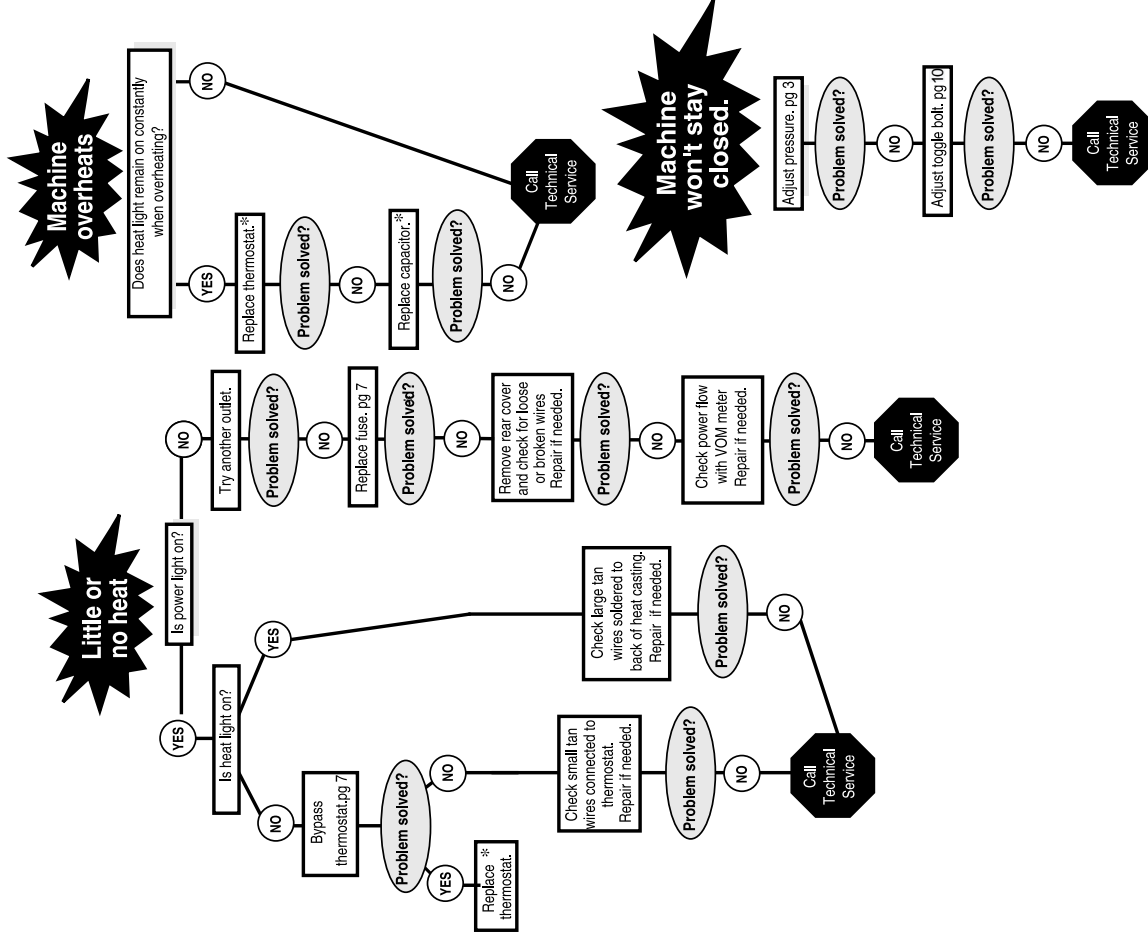 Little or
no heat
Is power light on?
YES
Is heat light on?
NO
Bypass
thermostat.pg 7
Problem solved?
YES
Replace *
thermostat.
NO
Check small tan
wires connected to
thermostat.
Repair if needed.
Problem solved?
NO
YES
Check large tan
wires soldered to
back of heat casting.
Repair if needed.
Problem solved?
NO
Call
Technical
Service
NO
Try another outlet.
Problem solved?
NO
Replace fuse. pg 7
Problem solved?
NO
Remove rear cover
and check for loose
or broken wires
Repair if needed.
Problem solved?
NO
Check power flow
with VOM meter
Repair if needed.
Problem solved?
NO
Call
Technical
Service
Machine
overheats
Does heat light remain on constantly
when overheating?
YES
Replace thermostat.*
Problem solved?
NO
Replace capacitor.*
Problem solved?
NO
NO
Call
Technical
Service
Machine
won't stay
closed.
Adjust pressure. pg 3
Problem solved?
NO
Adjust toggle bolt. pg10
Problem solved?
NO
Call
Technical
Service